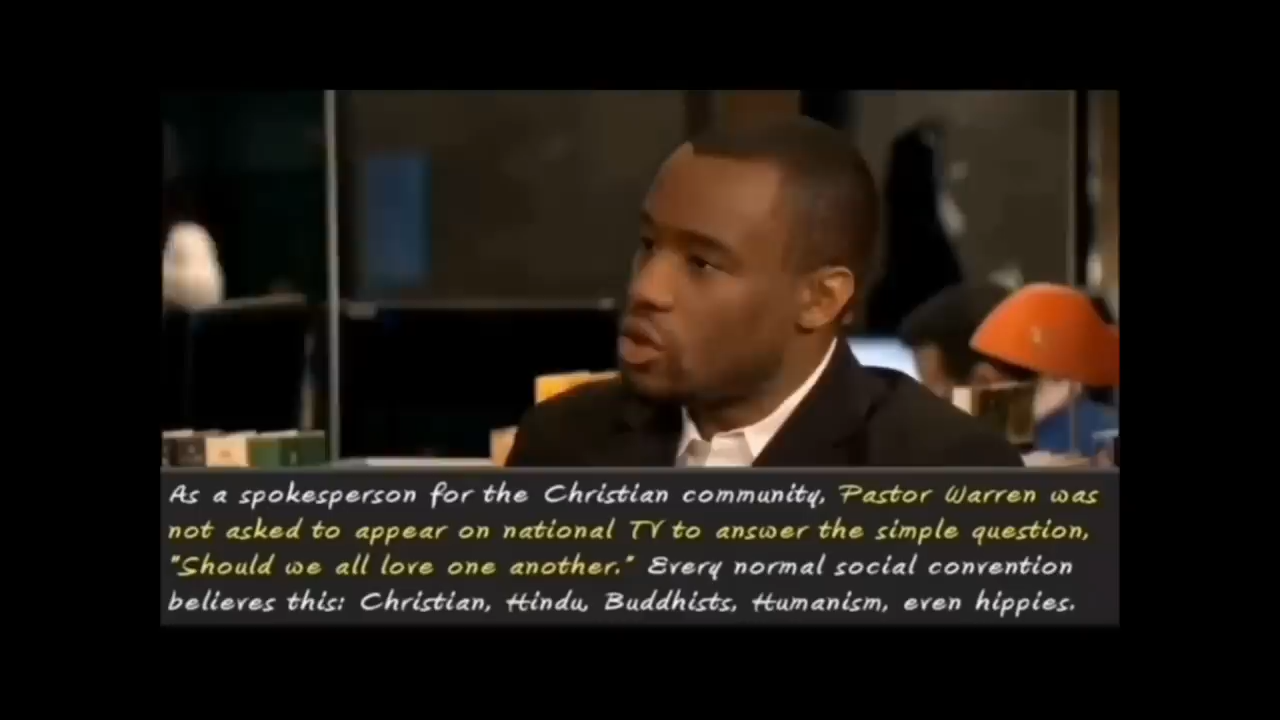 As a spokesperson for the Christian community, Pastor Warren was
not asked to appear on national TV to answer the simple question,
"Should we all love one another." Every normal social convention
believes this: Christian, Hindu, Buddhists, Humanism, even hippies.